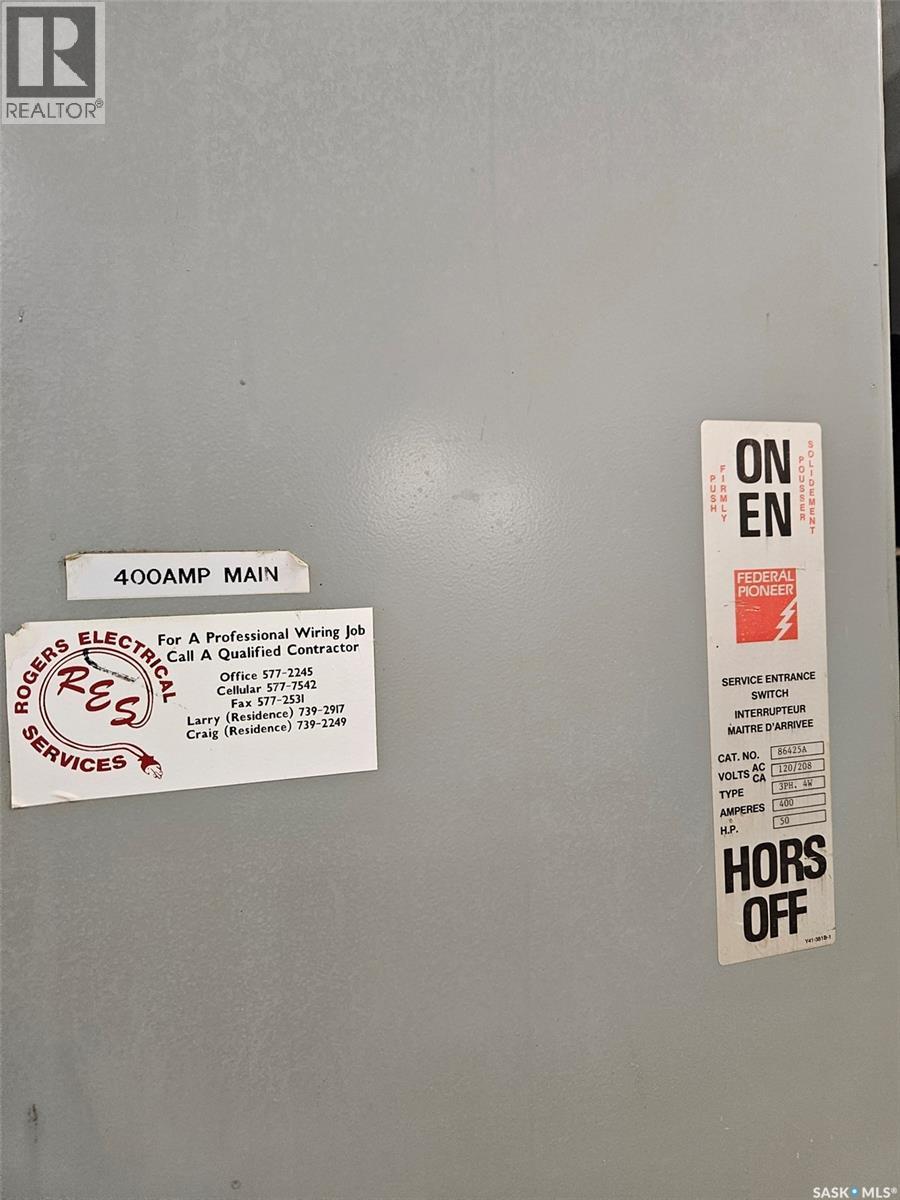 R
REALTOR®
400AMP MAIN
ROGERS ELECTRICAL SERVICES
RES
For A Professional Wiring Job
Call A Qualified Contractor
Office 577-2245
Cellular 577-7542
Fax 577-2531
Larry (Residence) 739-2917
Craig (Residence) 739-2249
PUSH
FIRMLY
ON
EN
POUSSER
SOLIDEMENT
FEDERAL
PIONEER
SERVICE ENTRANCE
SWITCH
INTERRUPTEUR
MAITRE D'ARRIVEE
CAT. NO. 86425A
VOLTS AC CA 120/208
TYPE 3PH. 4W
AMPERES 400
H.P. 50
HORS
OFF
Y41-381B-1
SASK MLS®